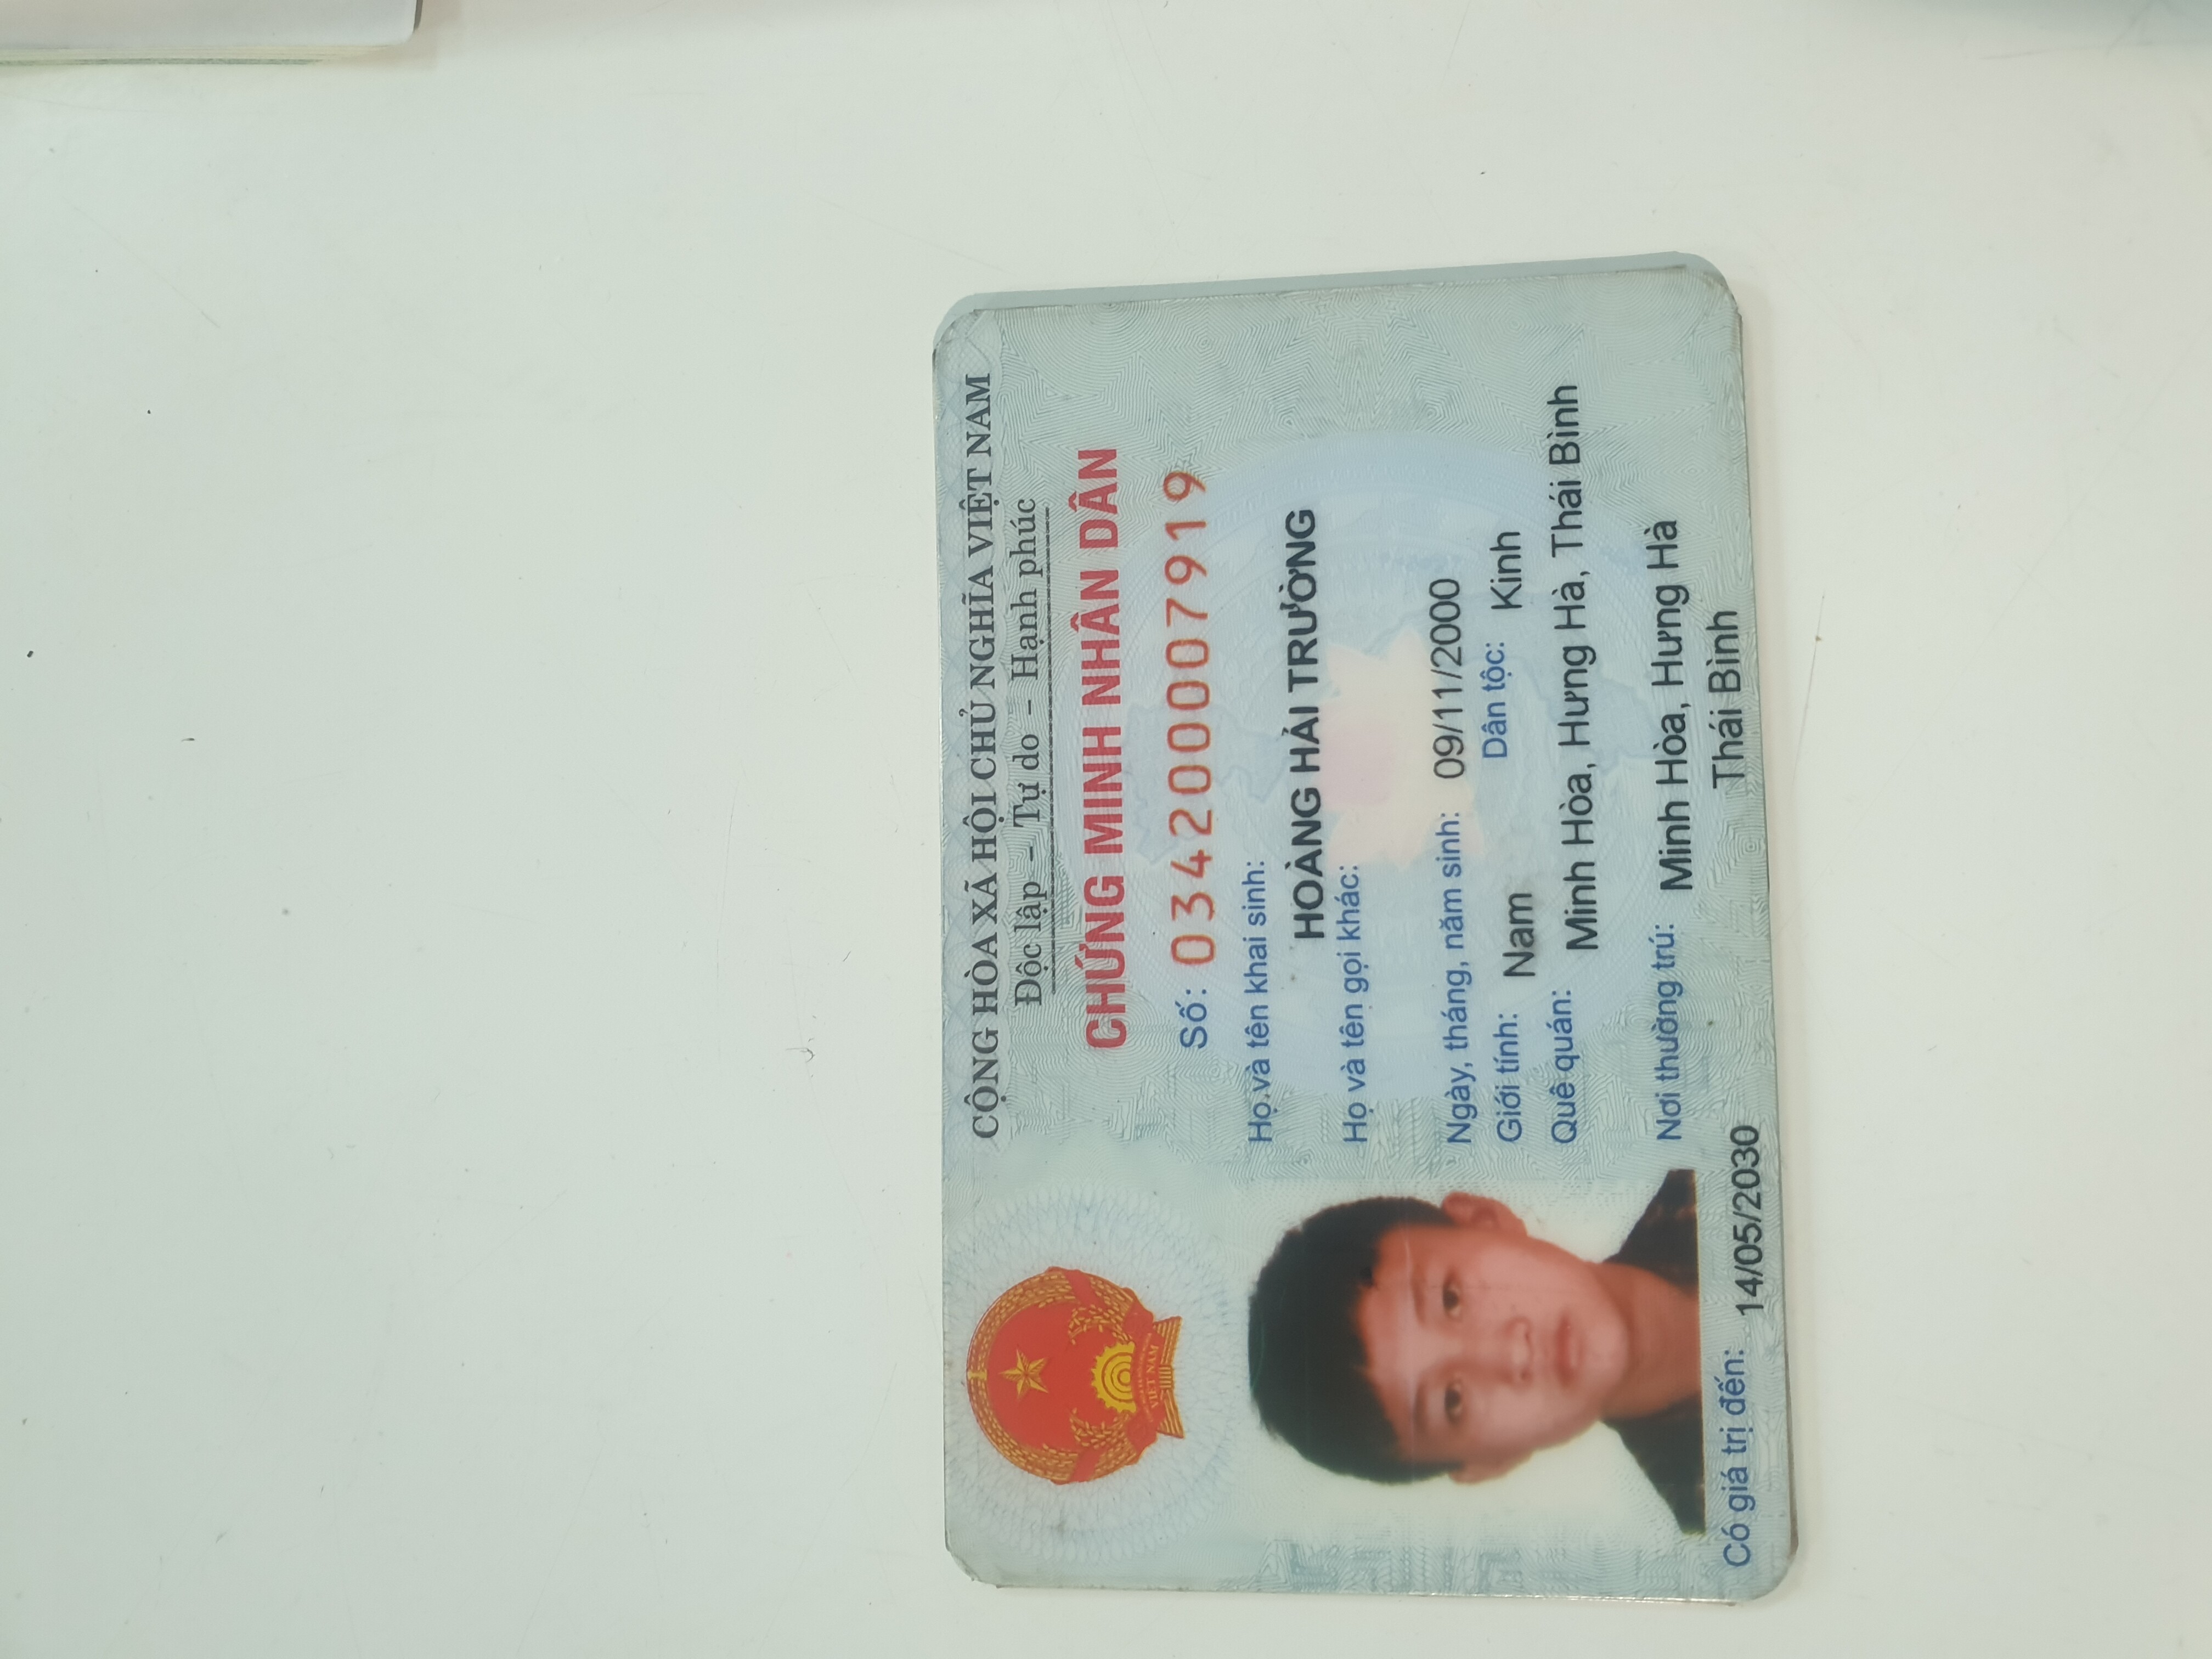 CỘNG HÒA XÃ HỘI CHỦ NGHĨA VIỆT NAM
Độc lập – Tự do – Hạnh phúc
CHỨNG MINH NHÂN DÂN
Số: 034200007919
Họ và tên khai sinh:
HOÀNG HẢI TRƯỜNG
Họ và tên gọi khác:
Ngày, tháng, năm sinh: 09/11/2000
Giới tính: Nam Dân tộc: Kinh
Quê quán: Minh Hòa, Hưng Hà, Thái Bình
Nơi thường trú: Minh Hòa, Hưng Hà
Thái Bình
Có giá trị đến: 14/05/2030
VIỆT NAM